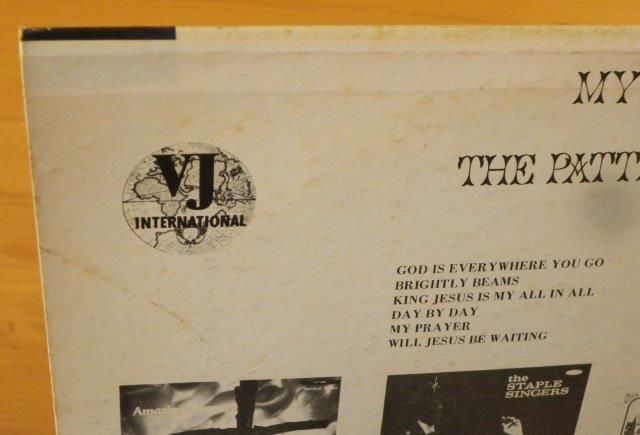 MY
THE PATT
VJ
INTERNATIONAL
GOD IS EVERYWHERE YOU GO
BRIGHTLY BEAMS
KING JESUS IS MY ALL IN ALL
DAY BY DAY
MY PRAYER
WILL JESUS BE WAITING
the
STAPLE
SINGERS